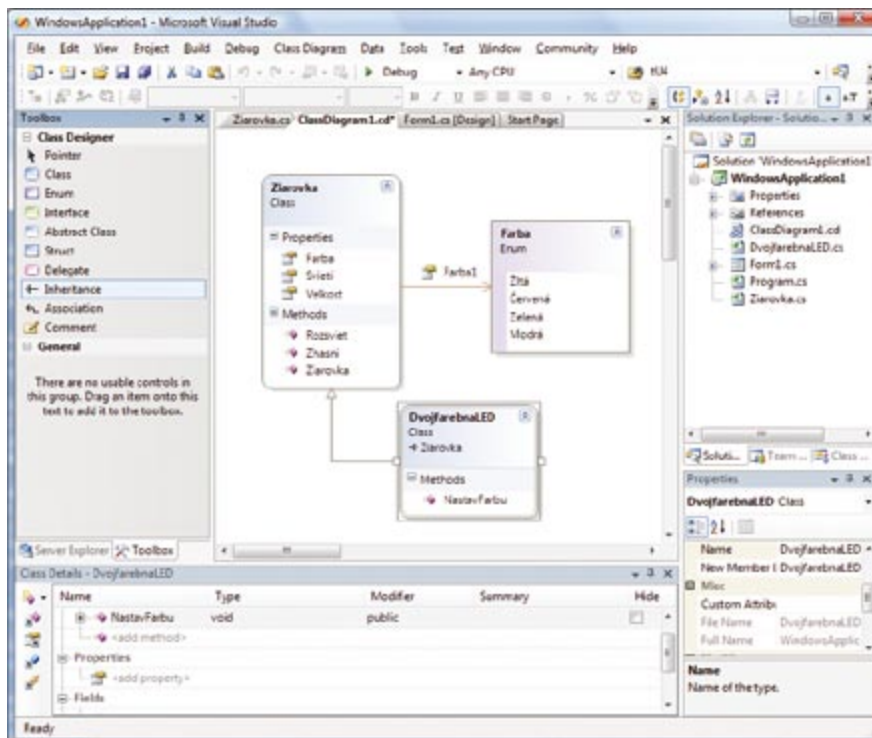 WindowsApplication1 - Microsoft Visual Studio
File Edit View Project Build Debug Class Diagram Data Tools Test Window Community Help
Debug Any CPU
Toolbox
Class Designer
Pointer
Class
Enum
Interface
Abstract Class
Struct
Delegate
Inheritance
Association
Comment
General
There are no usable controls in
this group. Drag an item onto this
text to add it to the toolbox.
Server Explorer Toolbox
Ziarovka.cs ClassDiagram1.cd* Form1.cs [Design] Start Page
Ziarovka
Class
Properties
Farba
Svieti
Velkost
Methods
Rozsviet
Zhasni
Ziarovka
Farba1
Farba
Enum
Žltá
Červená
Zelená
Modrá
DvojfarebnaLED
Class
Ziarovka
Methods
NastavFarbu
Solution Explorer - Solutio...
Solution 'WindowsApplication1'
WindowsApplication1
Properties
References
ClassDiagram1.cd
DvojfarebnaLED.cs
Form1.cs
Program.cs
Ziarovka.cs
Soluti... Team ... Class ...
Properties
DvojfarebnaLED Class
Name DvojfarebnaLED
New Member DvojfarebnaLED
Misc
Custom Attribu
File Name DvojfarebnaLED
Full Name WindowsApplic
Name
Name of the type.
Class Details - DvojfarebnaLED
Name Type Modifier Summary Hide
NastavFarbu void public
<add method>
Properties
<add property>
Fields
Ready